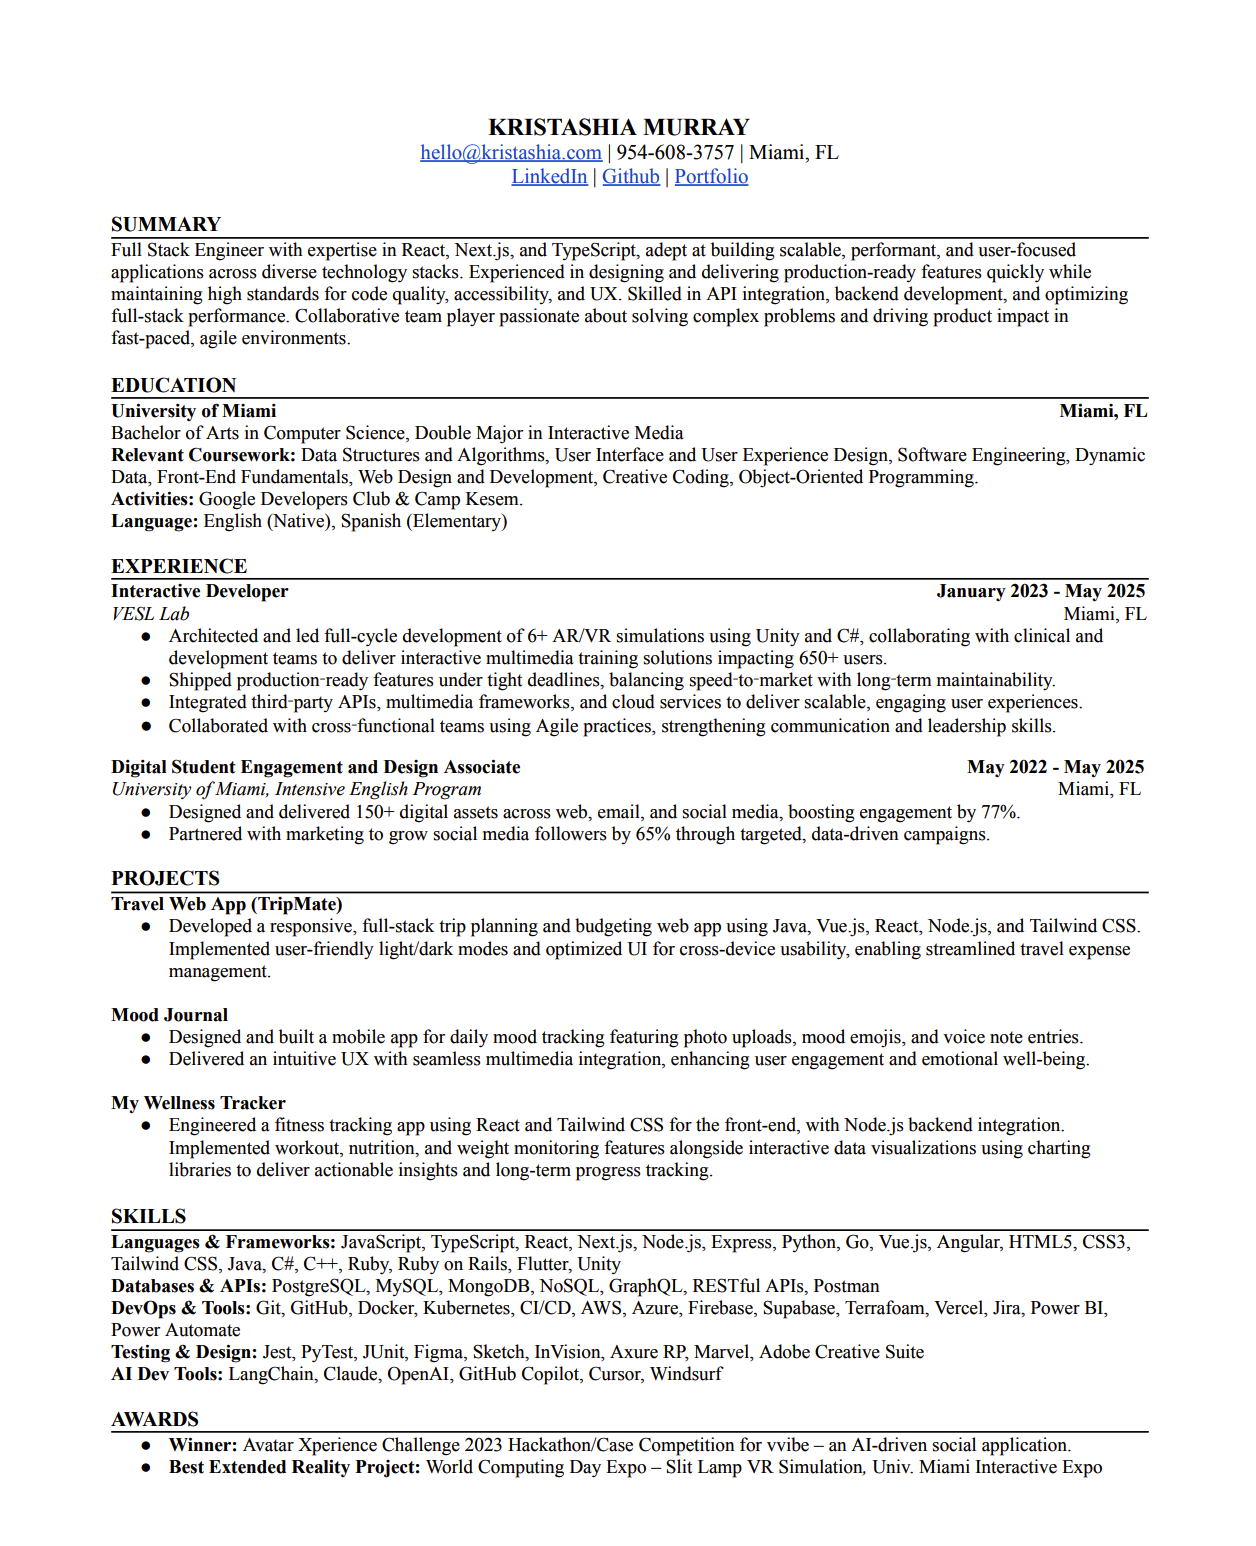 KRISTASHIA MURRAY
hello@kristashia.com | 954-608-3757 | Miami, FL
LinkedIn | Github | Portfolio
SUMMARY
Full Stack Engineer with expertise in React, Next.js, and TypeScript, adept at building scalable, performant, and user-focused
applications across diverse technology stacks. Experienced in designing and delivering production-ready features quickly while
maintaining high standards for code quality, accessibility, and UX. Skilled in API integration, backend development, and optimizing
full-stack performance. Collaborative team player passionate about solving complex problems and driving product impact in
fast-paced, agile environments.
EDUCATION
University of Miami Miami, FL
Bachelor of Arts in Computer Science, Double Major in Interactive Media
Relevant Coursework: Data Structures and Algorithms, User Interface and User Experience Design, Software Engineering, Dynamic
Data, Front-End Fundamentals, Web Design and Development, Creative Coding, Object-Oriented Programming.
Activities: Google Developers Club & Camp Kesem.
Language: English (Native), Spanish (Elementary)
EXPERIENCE
Interactive Developer January 2023 - May 2025
VESL Lab Miami, FL
● Architected and led full-cycle development of 6+ AR/VR simulations using Unity and C#, collaborating with clinical and
development teams to deliver interactive multimedia training solutions impacting 650+ users.
● Shipped production-ready features under tight deadlines, balancing speed-to-market with long-term maintainability.
● Integrated third-party APIs, multimedia frameworks, and cloud services to deliver scalable, engaging user experiences.
● Collaborated with cross-functional teams using Agile practices, strengthening communication and leadership skills.
Digital Student Engagement and Design Associate May 2022 - May 2025
University of Miami, Intensive English Program Miami, FL
● Designed and delivered 150+ digital assets across web, email, and social media, boosting engagement by 77%.
● Partnered with marketing to grow social media followers by 65% through targeted, data-driven campaigns.
PROJECTS
Travel Web App (TripMate)
● Developed a responsive, full-stack trip planning and budgeting web app using Java, Vue.js, React, Node.js, and Tailwind CSS.
Implemented user-friendly light/dark modes and optimized UI for cross-device usability, enabling streamlined travel expense
management.
Mood Journal
● Designed and built a mobile app for daily mood tracking featuring photo uploads, mood emojis, and voice note entries.
● Delivered an intuitive UX with seamless multimedia integration, enhancing user engagement and emotional well-being.
My Wellness Tracker
● Engineered a fitness tracking app using React and Tailwind CSS for the front-end, with Node.js backend integration.
Implemented workout, nutrition, and weight monitoring features alongside interactive data visualizations using charting
libraries to deliver actionable insights and long-term progress tracking.
SKILLS
Languages & Frameworks: JavaScript, TypeScript, React, Next.js, Node.js, Express, Python, Go, Vue.js, Angular, HTML5, CSS3,
Tailwind CSS, Java, C#, C++, Ruby, Ruby on Rails, Flutter, Unity
Databases & APIs: PostgreSQL, MySQL, MongoDB, NoSQL, GraphQL, RESTful APIs, Postman
DevOps & Tools: Git, GitHub, Docker, Kubernetes, CI/CD, AWS, Azure, Firebase, Supabase, Terrafoam, Vercel, Jira, Power BI,
Power Automate
Testing & Design: Jest, PyTest, JUnit, Figma, Sketch, InVision, Axure RP, Marvel, Adobe Creative Suite
AI Dev Tools: LangChain, Claude, OpenAI, GitHub Copilot, Cursor, Windsurf
AWARDS
● Winner: Avatar Xperience Challenge 2023 Hackathon/Case Competition for vvibe – an AI-driven social application.
● Best Extended Reality Project: World Computing Day Expo – Slit Lamp VR Simulation, Univ. Miami Interactive Expo